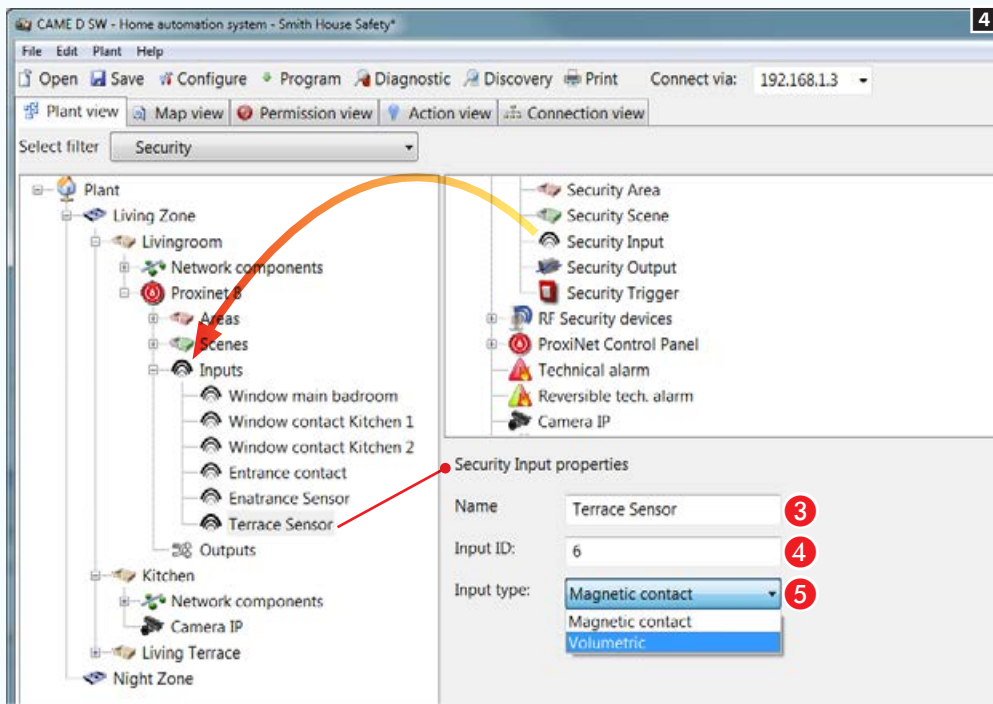 4
CAME D SW - Home automation system - Smith House Safety*
File Edit Plant Help
Open Save Configure Program Diagnostic Discovery Print Connect via: 192.168.1.3
Plant view Map view Permission view Action view Connection view
Select filter Security
Plant
Living Zone
Livingroom
Network components
Proxinet 8
Areas
Scenes
Inputs
Window main badroom
Window contact Kitchen 1
Window contact Kitchen 2
Entrance contact
Enatrance Sensor
Terrace Sensor
Outputs
Kitchen
Network components
Camera IP
Living Terrace
Night Zone
Security Area
Security Scene
Security Input
Security Output
Security Trigger
RF Security devices
ProxiNet Control Panel
Technical alarm
Reversible tech. alarm
Camera IP
Security Input properties
Name Terrace Sensor 3
Input ID: 6 4
Input type: Magnetic contact 5
Magnetic contact
Volumetric